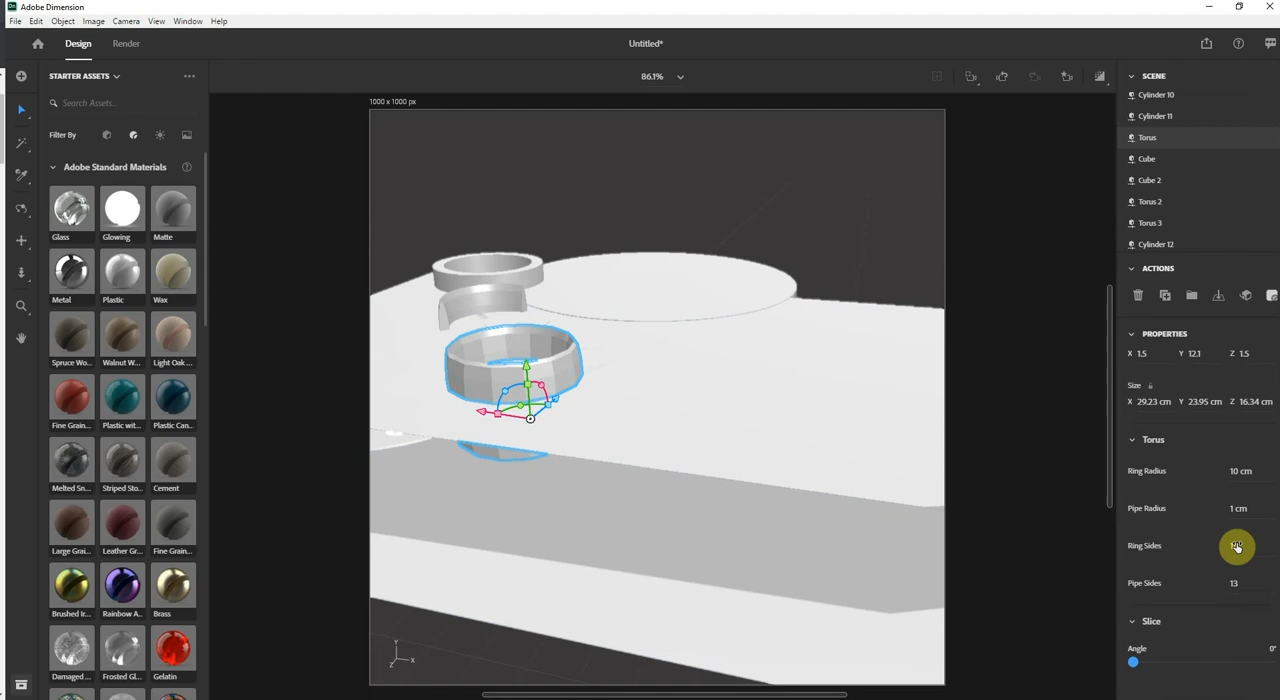 Adobe Dimension
File Edit Object Image Camera View Window Help
Design Render Untitled*
STARTER ASSETS
86.1%
Search Assets...
Filter By
Adobe Standard Materials
Glass Glowing Matte
Metal Plastic Wax
Spruce Wo... Walnut W... Light Oak ...
Fine Grain... Plastic wit... Plastic Can...
Melted Sn... Striped Sto... Cement
Large Grai... Leather Gr... Fine Grain...
Brushed Ir... Rainbow A... Brass
Damaged ... Frosted Gl... Gelatin
1000 x 1000 px
Y
Z X
SCENE
Cylinder 10
Cylinder 11
Torus
Cube
Cube 2
Torus 2
Torus 3
Cylinder 12
ACTIONS
PROPERTIES
X 1.5 Y 12.1 Z 1.5
Size
X 29.23 cm Y 23.95 cm Z 16.34 cm
Torus
Ring Radius 10 cm
Pipe Radius 1 cm
Ring Sides
Pipe Sides 13
Slice
Angle 0°